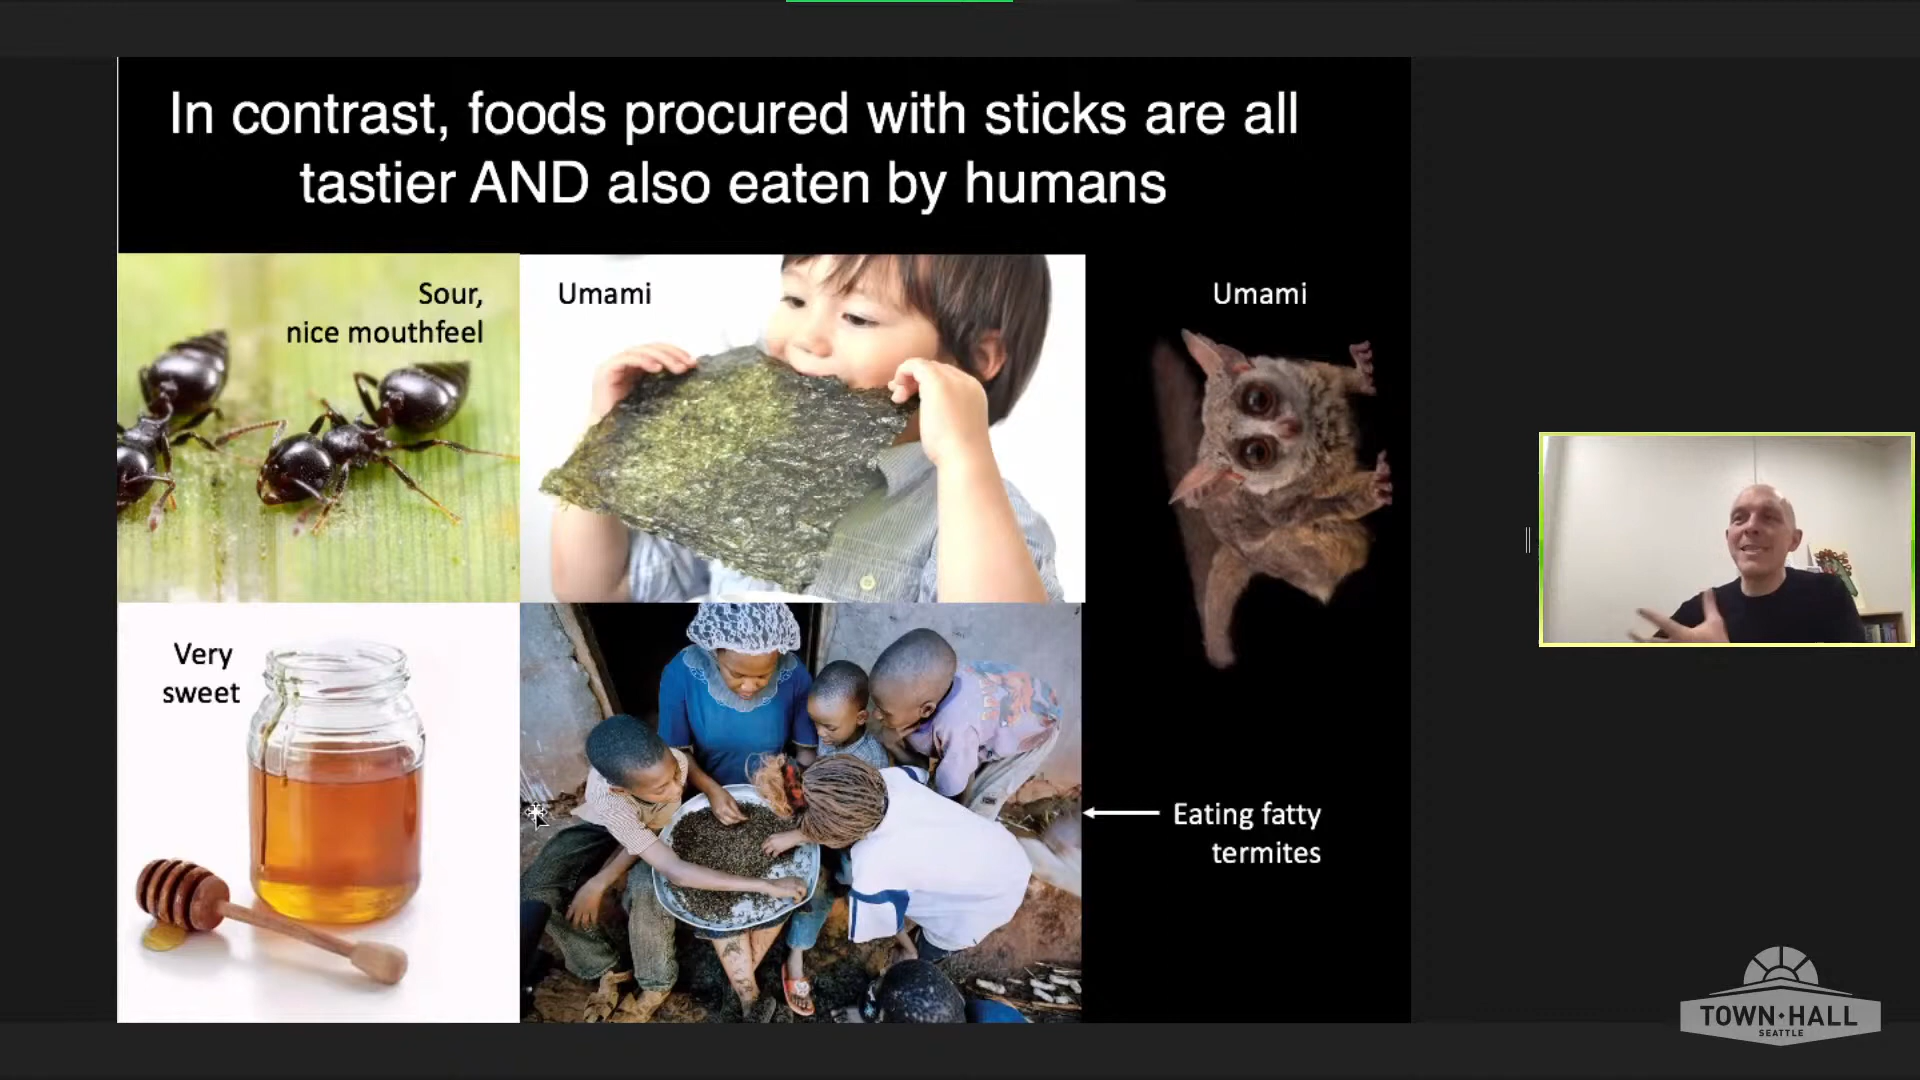 In contrast, foods procured with sticks are all
tastier AND also eaten by humans
Sour,
nice mouthfeel
Umami
Umami
Very
sweet
Eating fatty
termites
TOWN·HALL
SEATTLE